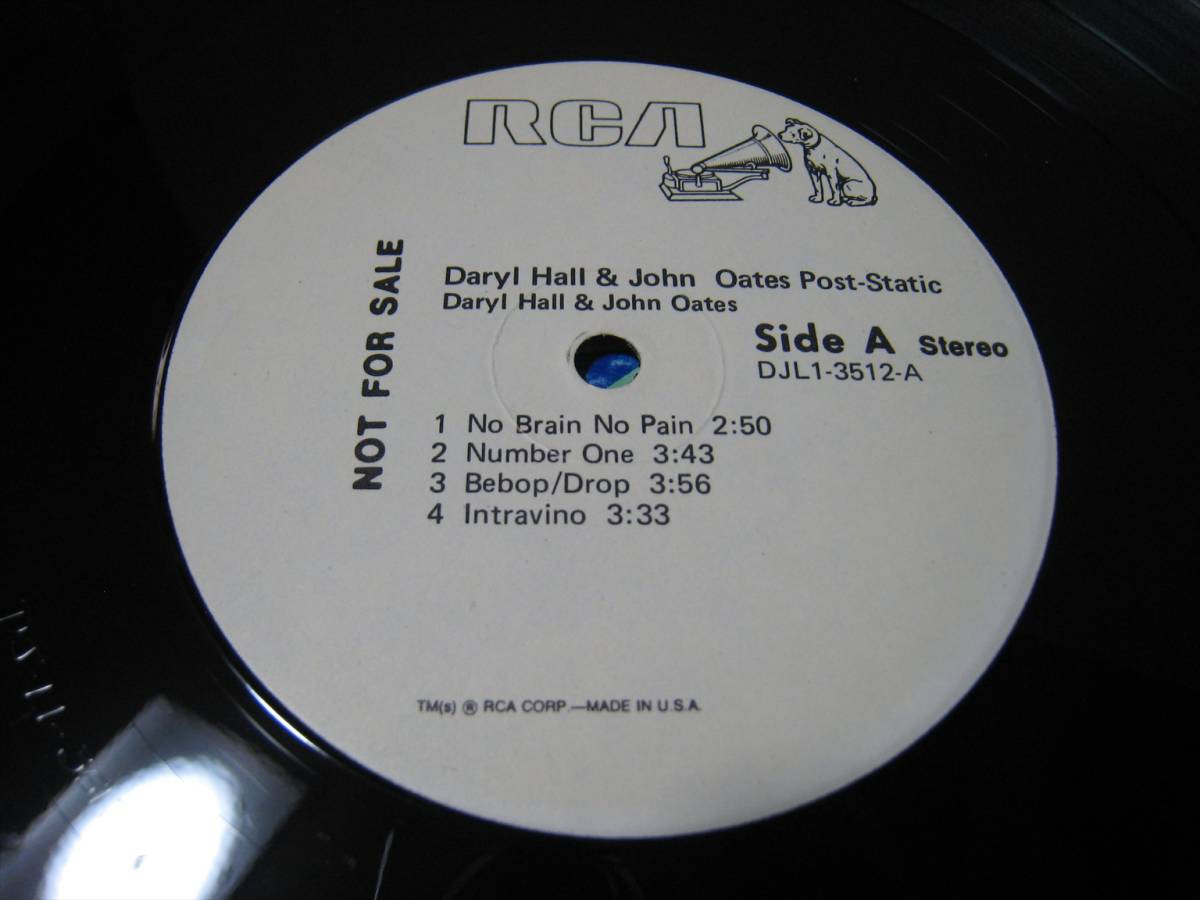 RCA
NOT FOR SALE
Daryl Hall & John Oates Post-Static
Daryl Hall & John Oates
Side A Stereo
DJL1-3512-A
1 No Brain No Pain 2:50
2 Number One 3:43
3 Bebop/Drop 3:56
4 Intravino 3:33
TM(s) ® RCA CORP.—MADE IN U.S.A.